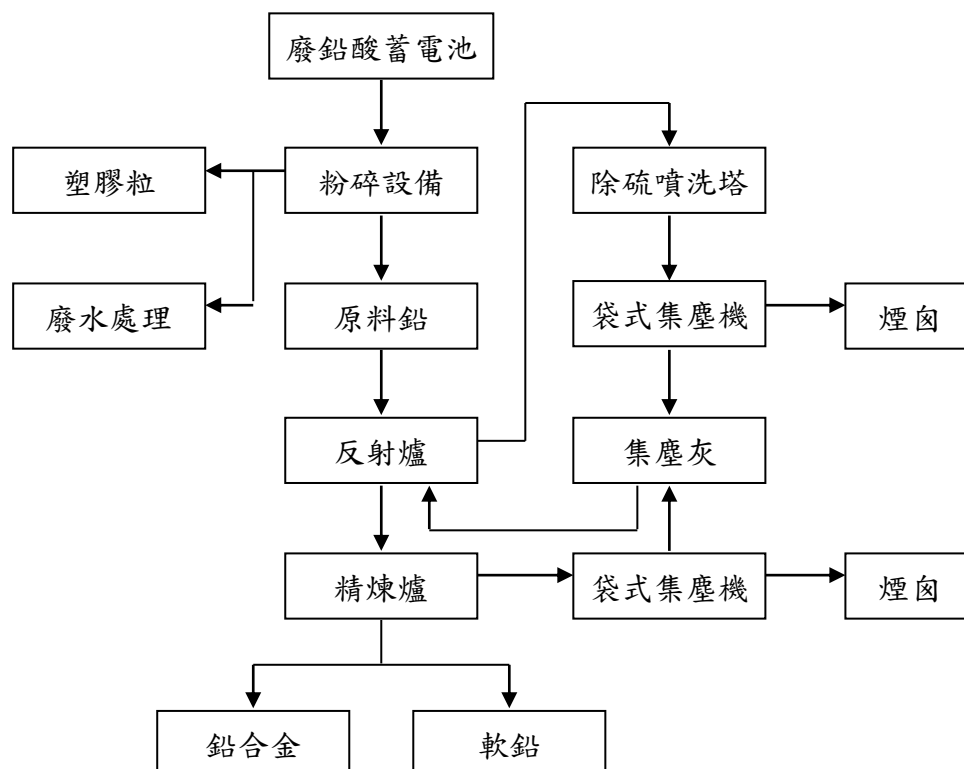 廢鉛酸蓄電池
塑膠粒
粉碎設備
除硫噴洗塔
廢水處理
原料鉛
袋式集塵機
煙囪
反射爐
集塵灰
精煉爐
袋式集塵機
煙囪
鉛合金
軟鉛